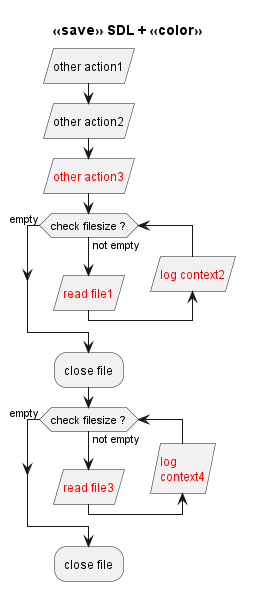 «save» SDL + «color»
other action1
other action2
other action3
empty
check filesize ?
not empty
log context2
read file1
close file
empty
check filesize ?
not empty
log
context4
read file3
close file